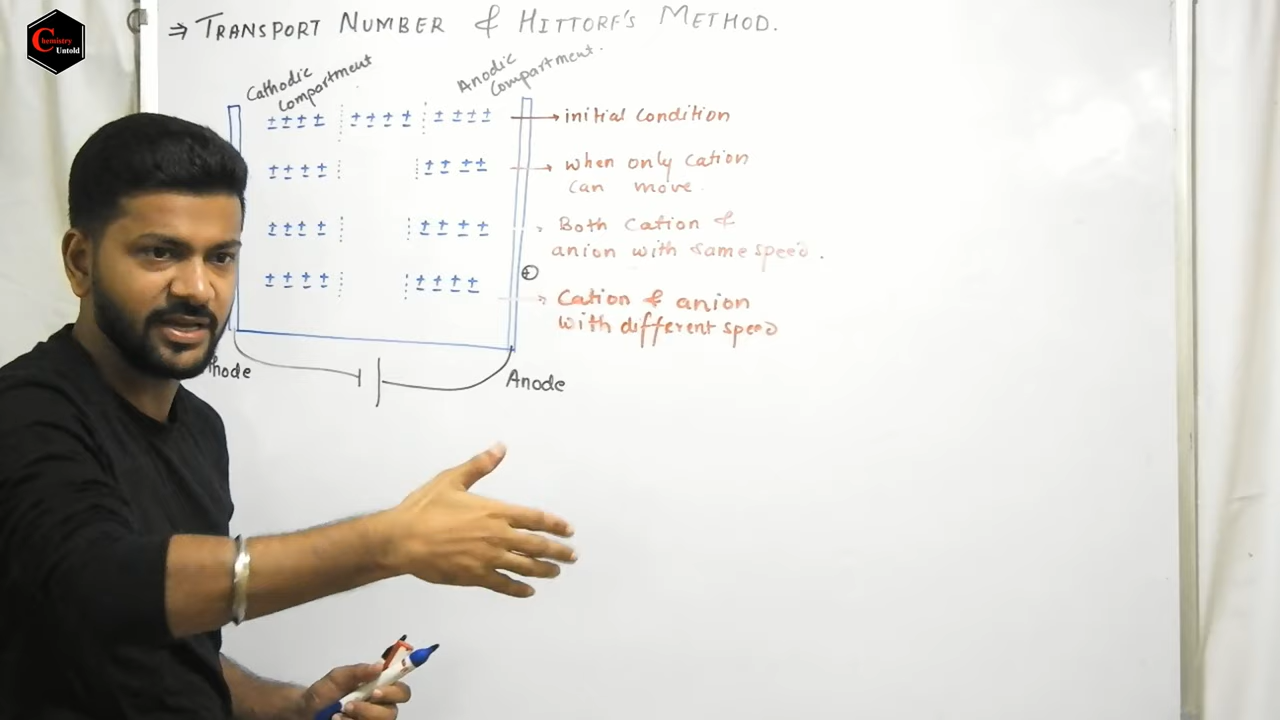 Chemistry
Untold
⇒ TRANSPORT NUMBER & HITTORF'S METHOD.
Cathodic
Compartment
Anodic
Compartment.
± ± ± ± ± ± ± ± ± ± ± ± → initial condition
± ± ± ± ± ± ± ± → when only cation
can move.
± ± ± ± ± ± ± ± Both Cation &
anion with same speed.
⊕
± ± ± ± ± ± ± ± Cation & anion
with different speed
thode
Anode